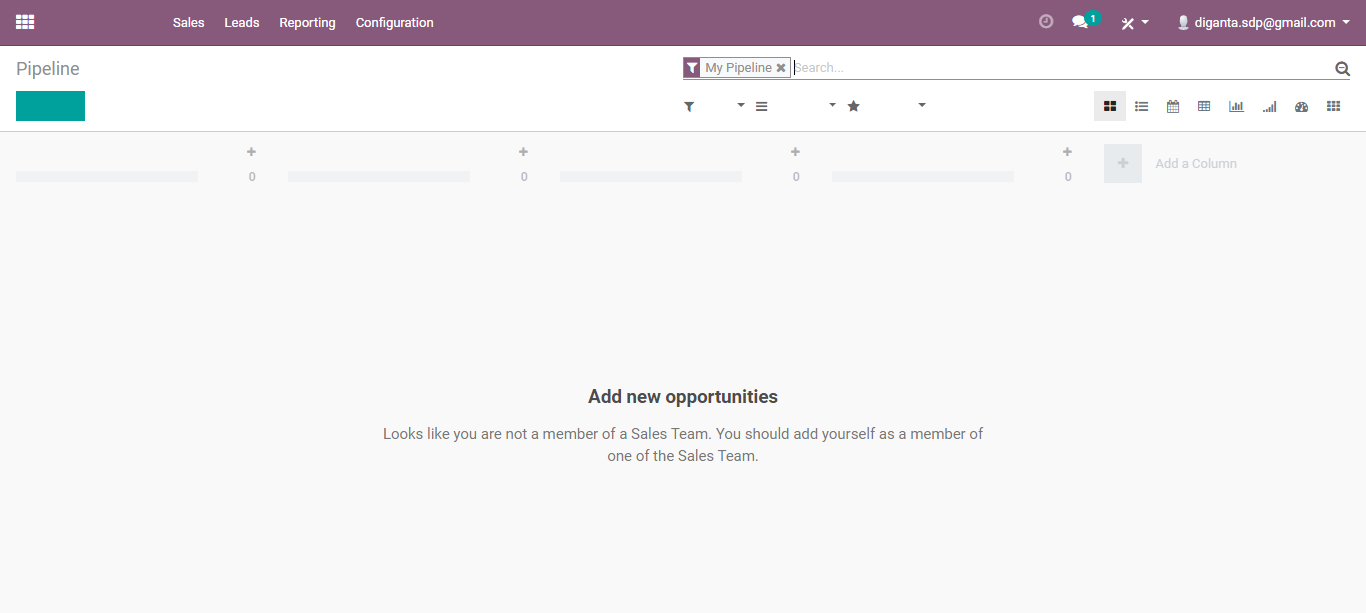 Sales Leads Reporting Configuration
1
diganta.sdp@gmail.com
Pipeline
My Pipeline
Search...
0 0 0 0
Add a Column
Add new opportunities
Looks like you are not a member of a Sales Team. You should add yourself as a member of
one of the Sales Team.